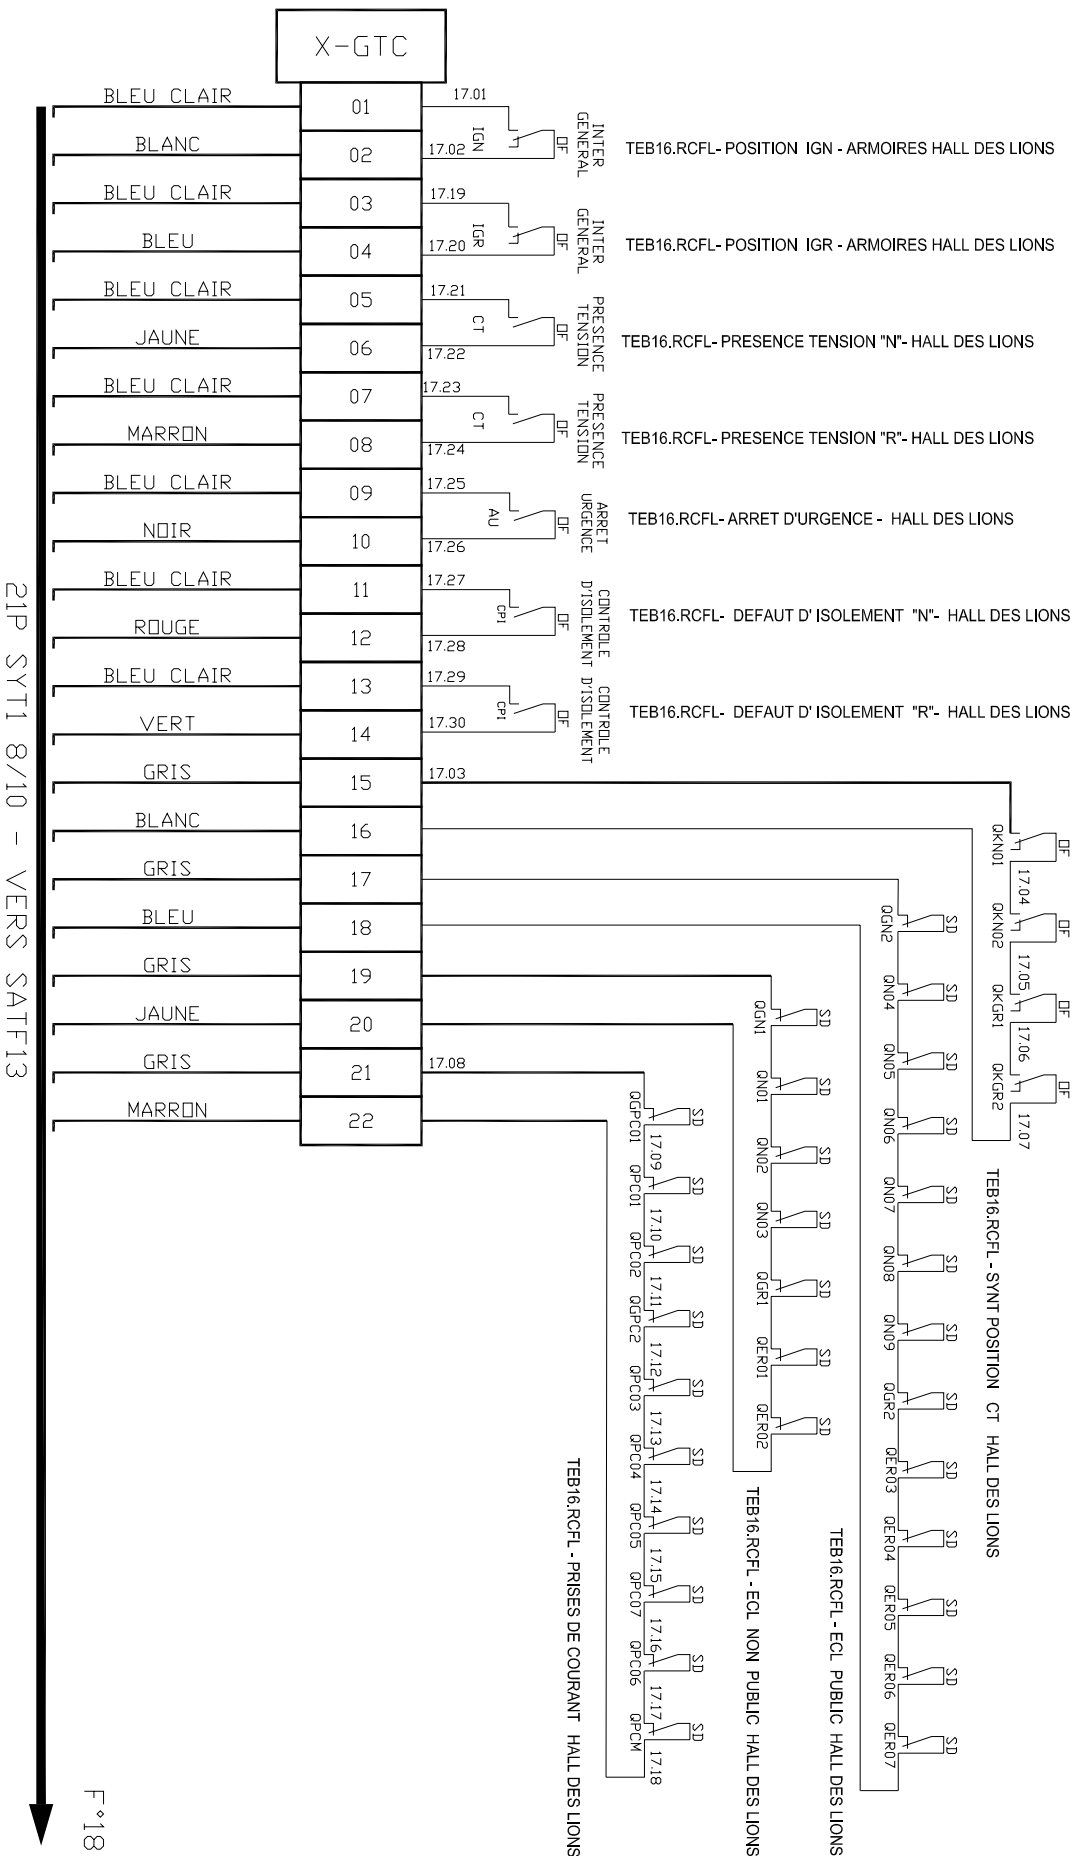 X-GTC
BLEU CLAIR 01 17.01
BLANC 02 17.02
IGN
OF
INTER
GENERAL
TEB16.RCFL- POSITION IGN - ARMOIRES HALL DES LIONS
BLEU CLAIR 03 17.19
BLEU 04 17.20
IGR
OF
INTER
GENERAL
TEB16.RCFL- POSITION IGR - ARMOIRES HALL DES LIONS
BLEU CLAIR 05 17.21
JAUNE 06 17.22
CT
OF
PRESENCE
TENSION
TEB16.RCFL- PRESENCE TENSION "N"- HALL DES LIONS
BLEU CLAIR 07 17.23
MARRON 08 17.24
CT
OF
PRESENCE
TENSION
TEB16.RCFL- PRESENCE TENSION "R"- HALL DES LIONS
BLEU CLAIR 09 17.25
NOIR 10 17.26
AU
OF
ARRET
URGENCE
TEB16.RCFL- ARRET D'URGENCE - HALL DES LIONS
BLEU CLAIR 11 17.27
ROUGE 12 17.28
CPI
OF
CONTROLE
D'ISOLEMENT
TEB16.RCFL- DEFAUT D' ISOLEMENT "N"- HALL DES LIONS
BLEU CLAIR 13 17.29
VERT 14 17.30
CPI
OF
CONTROLE
D'ISOLEMENT
TEB16.RCFL- DEFAUT D' ISOLEMENT "R"- HALL DES LIONS
GRIS 15 17.03
BLANC 16
GRIS 17
BLEU 18
GRIS 19
JAUNE 20
GRIS 21 17.08
MARRON 22
OF OF OF OF
QKN01 17.04 QKN02 17.05 QKGR1 17.06 QKGR2 17.07
TEB16.RCFL - SYNT POSITION CT HALL DES LIONS
SD SD SD SD SD SD SD SD SD SD SD SD SD
QGN2 QN04 QN05 QN06 QN07 QN08 QN09 QGR2 QER03 QER04 QER05 QER06 QER07
TEB16.RCFL - ECL PUBLIC HALL DES LIONS
SD SD SD SD SD SD SD
QGN1 QN01 QN02 QN03 QGR1 QER01 QER02
TEB16.RCFL - ECL NON PUBLIC HALL DES LIONS
SD SD SD SD SD SD SD SD SD SD
QGPC01 17.09 QPC01 17.10 QPC02 17.11 QGPC2 17.12 QPC03 17.13 QPC04 17.14 QPC05 17.15 QPC07 17.16 QPC06 17.17 QPCM 17.18
TEB16.RCFL - PRISES DE COURANT HALL DES LIONS
21P SYT1 8/10 - VERS SATF13
F°18